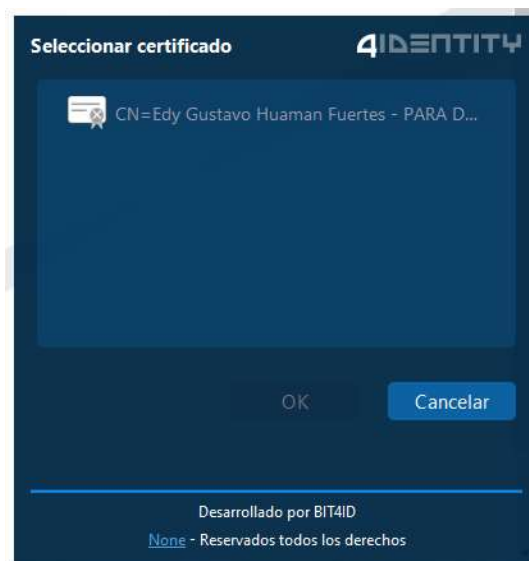 Seleccionar certificado
4IDENTITY
CN=Edy Gustavo Huaman Fuertes - PARA D...
OK
Cancelar
Desarrollado por BIT4ID
None - Reservados todos los derechos